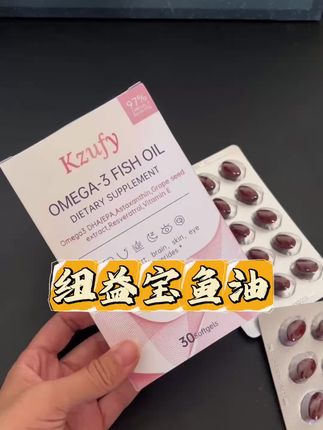 97%
Kzufy
OMEGA-3 FISH OIL
DIETARY SUPPLEMENT
Omega3 DHA/EPA,Astaxanthin,Grape seed
extract,Resveratrol,Vitamin E
brain, skin, eye
纽益宝鱼油
30 softgels